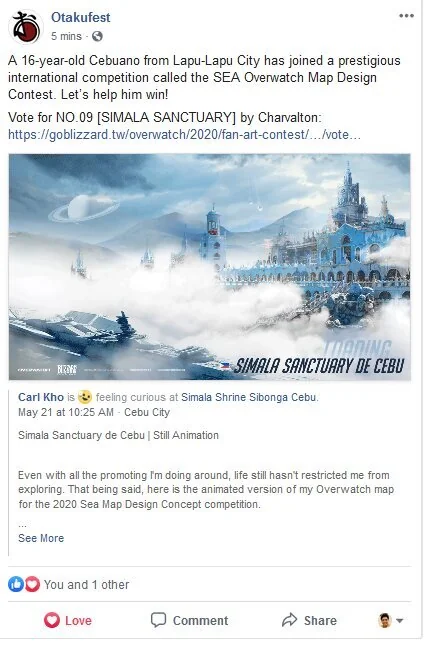 Otakufest
5 mins ·
A 16-year-old Cebuano from Lapu-Lapu City has joined a prestigious
international competition called the SEA Overwatch Map Design
Contest. Let's help him win!
Vote for NO.09 [SIMALA SANCTUARY] by Charvalton:
https://goblizzard.tw/overwatch/2020/fan-art-contest/…/vote…
LOADING
SIMALA SANCTUARY DE CEBU
Carl Kho is feeling curious at Simala Shrine Sibonga Cebu.
May 21 at 10:25 AM · Cebu City
Simala Sanctuary de Cebu | Still Animation
Even with all the promoting I'm doing around, life still hasn't restricted me from
exploring. That being said, here is the animated version of my Overwatch map
for the 2020 Sea Map Design Concept competition.
...
See More
You and 1 other
Love Comment Share